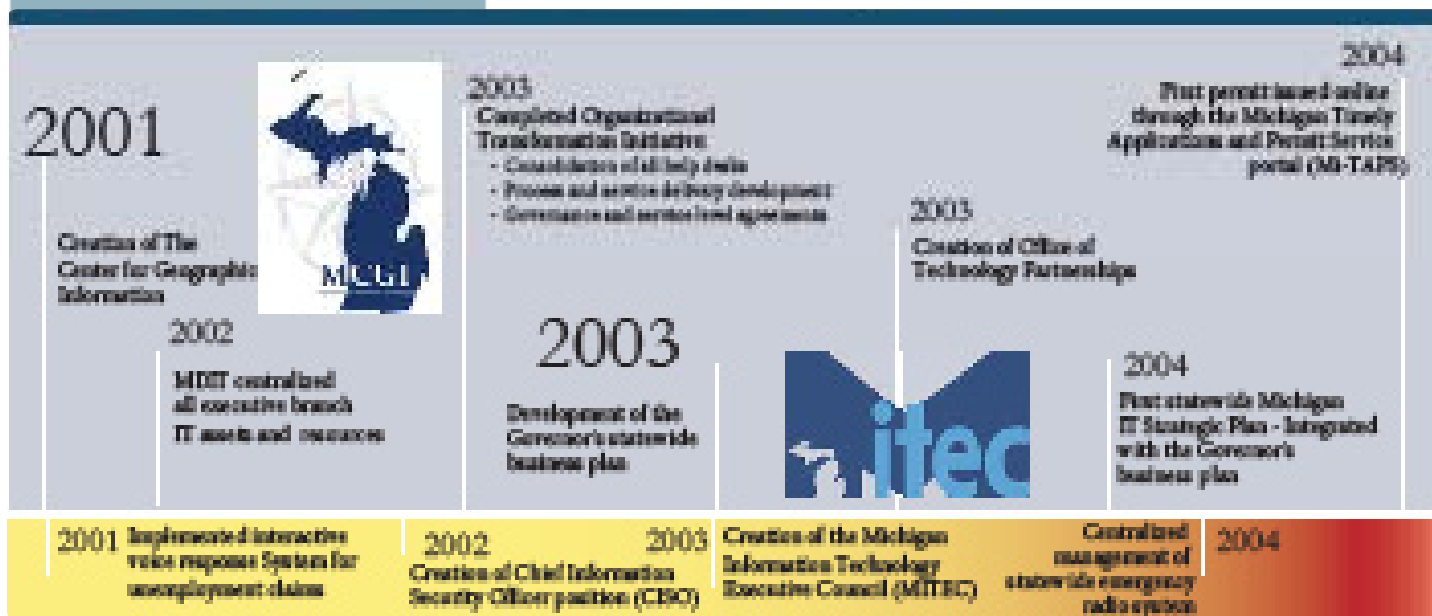 2001
Creation of The
Center for Geographic
Information
MCGI
2002
MDIT centralized
all executive branch
IT assets and resources
2003
Completed Organizational
Transformation Initiative
- Consolidation of all help desks
- Process and service delivery development
- Governance and service level agreements
2003
Development of the
Governor's statewide
business plan
2003
Creation of Office of
Technology Partnerships
itec
2004
First permit issued online
through the Michigan Timely
Applications and Permit Service
portal (Mi-TAPS)
2004
First statewide Michigan
IT Strategic Plan - Integrated
with the Governor's
business plan
2001 Implemented interactive
voice response System for
unemployment claims
2002
Creation of Chief Information
Security Officer position (CISO)
2003 Creation of the Michigan
Information Technology
Executive Council (MITEC)
Centralized
management of
statewide emergency
radio system
2004